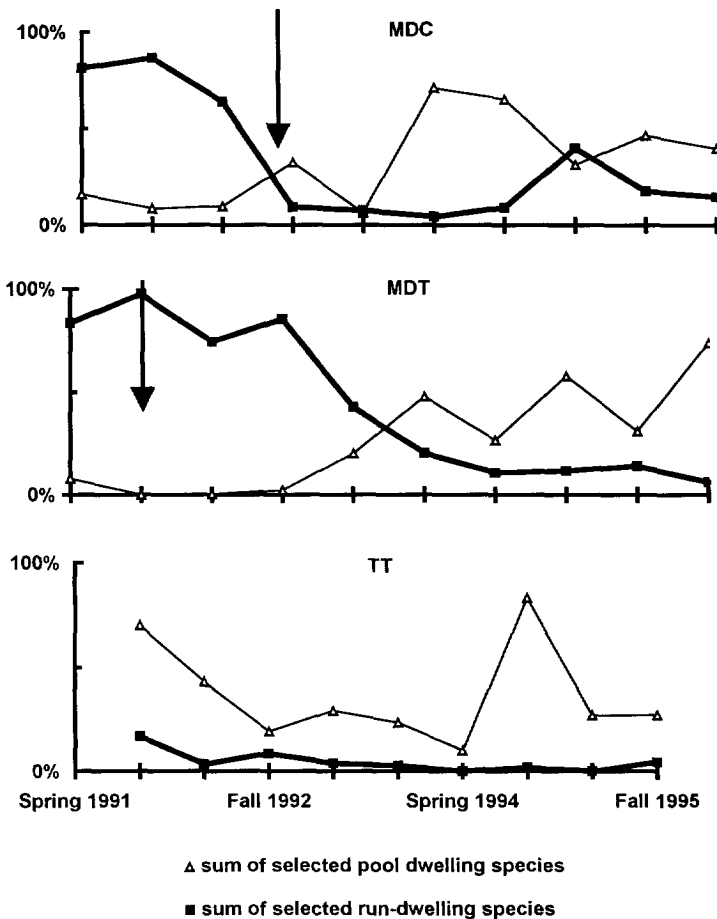 MDC
100%
0%
MDT
100%
0%
TT
100%
0%
Spring 1991 Fall 1992 Spring 1994 Fall 1995
sum of selected pool dwelling species
sum of selected run-dwelling species